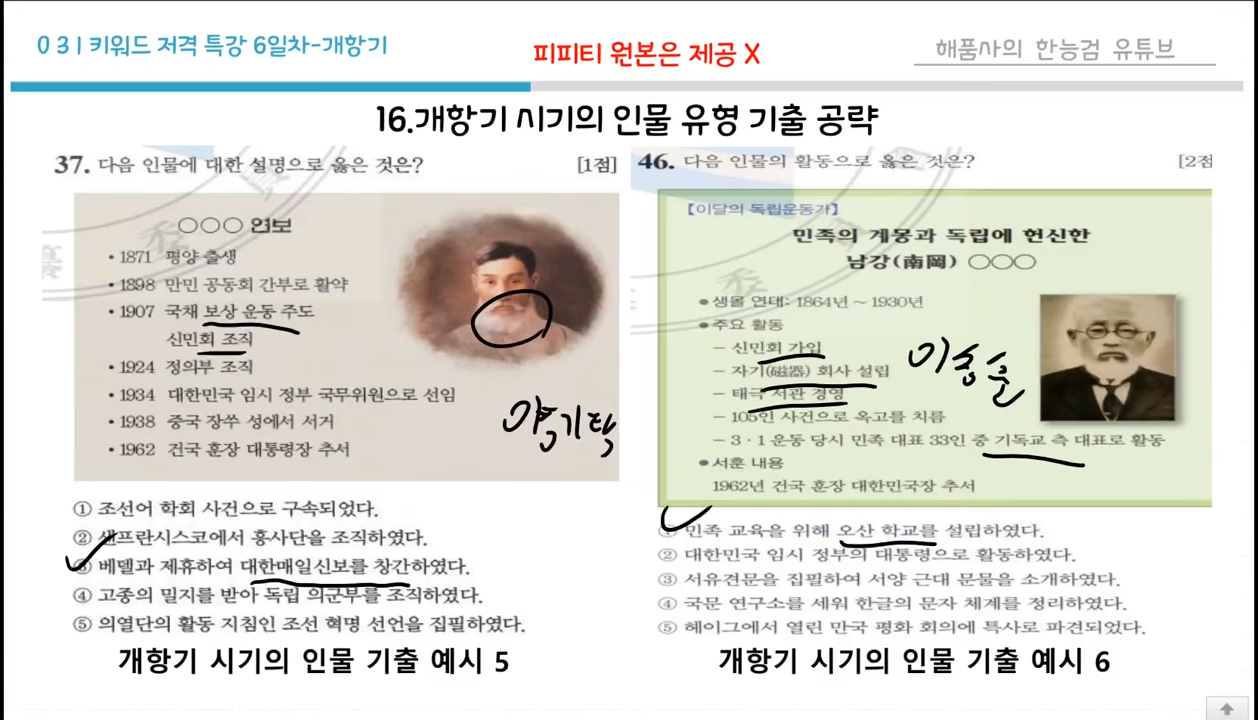 03 | 키워드 저격 특강 6일차-개항기
피피티 원본은 제공 X
해품사의 한능검 유튜브
16.개항기 시기의 인물 유형 기출 공략
37. 다음 인물에 대한 설명으로 옳은 것은? [1점]
○○○ 연보
• 1871 평양 출생
• 1898 만민 공동회 간부로 활약
• 1907 국채 보상 운동 주도
신민회 조직
• 1924 정의부 조직
• 1934 대한민국 임시 정부 국무위원으로 선임
• 1938 중국 장쑤 성에서 서거
• 1962 건국 훈장 대통령장 추서
양기탁
① 조선어 학회 사건으로 구속되었다.
② 샌프란시스코에서 흥사단을 조직하였다.
③ 베델과 제휴하여 대한매일신보를 창간하였다.
④ 고종의 밀지를 받아 독립 의군부를 조직하였다.
⑤ 의열단의 활동 지침인 조선 혁명 선언을 집필하였다.
개항기 시기의 인물 기출 예시 5
46. 다음 인물의 활동으로 옳은 것은? [2점
【이달의 독립운동가】
민족의 계몽과 독립에 헌신한
남강(南岡) ○○○
● 생몰 연대: 1864년 ~ 1930년
● 주요 활동
– 신민회 가입
– 자기(磁器) 회사 설립
– 태극 서관 경영
– 105인 사건으로 옥고를 치름
– 3·1 운동 당시 민족 대표 33인 중 기독교 측 대표로 활동
● 서훈 내용
1962년 건국 훈장 대한민국장 추서
이승훈
① 민족 교육을 위해 오산 학교를 설립하였다.
② 대한민국 임시 정부의 대통령으로 활동하였다.
③ 서유견문을 집필하여 서양 근대 문물을 소개하였다.
④ 국문 연구소를 세워 한글의 문자 체계를 정리하였다.
⑤ 헤이그에서 열린 만국 평화 회의에 특사로 파견되었다.
개항기 시기의 인물 기출 예시 6